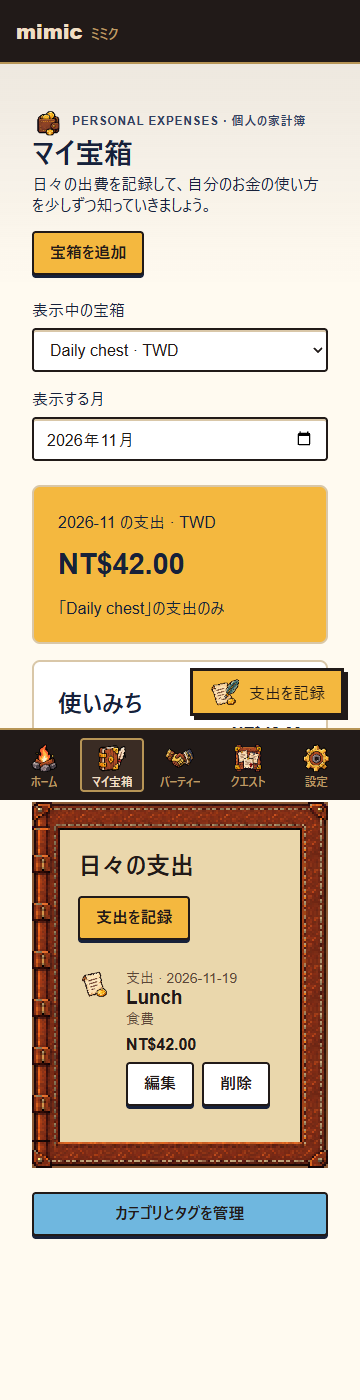 mimic ミミク
PERSONAL EXPENSES · 個人の家計簿
マイ宝箱
日々の出費を記録して、自分のお金の使い方
を少しずつ知っていきましょう。
宝箱を追加
表示中の宝箱
Daily chest · TWD
表示する月
2026年11月
2026-11 の支出 · TWD
NT$42.00
「Daily chest」の支出のみ
使いみち
支出を記録
ホーム
マイ宝箱
パーティー
クエスト
設定
日々の支出
支出を記録
支出 · 2026-11-19
Lunch
食費
NT$42.00
編集
削除
カテゴリとタグを管理